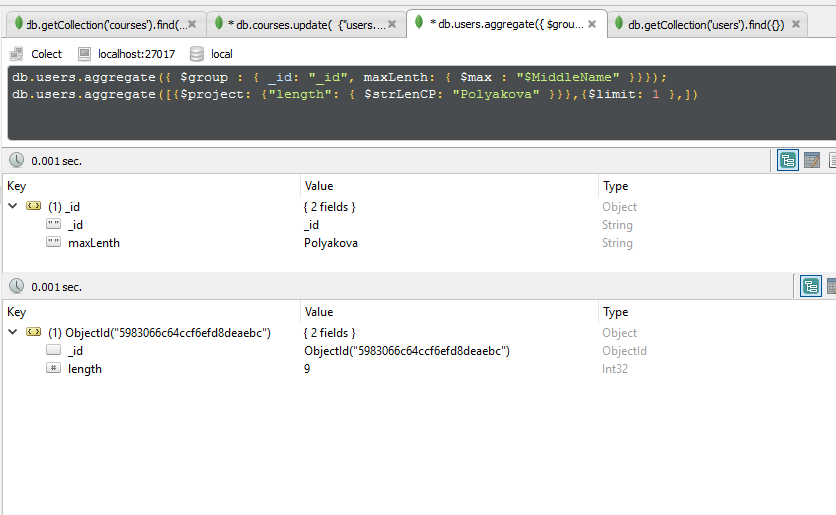 db.getCollection('courses').find(... × * db.courses.update( {"users.... × * db.users.aggregate({ $grou... × db.getCollection('users').find({}) ×
Colect localhost:27017 local
db.users.aggregate({ $group : { _id: "_id", maxLenth: { $max : "$MiddleName" }}});
db.users.aggregate([{$project: {"length": { $strLenCP: "Polyakova" }}},{$limit: 1 },])
0.001 sec.
Key Value Type
(1) _id { 2 fields } Object
_id _id String
maxLenth Polyakova String
0.001 sec.
Key Value Type
(1) ObjectId("5983066c64ccf6efd8deaebc") { 2 fields } Object
_id ObjectId("5983066c64ccf6efd8deaebc") ObjectId
length 9 Int32